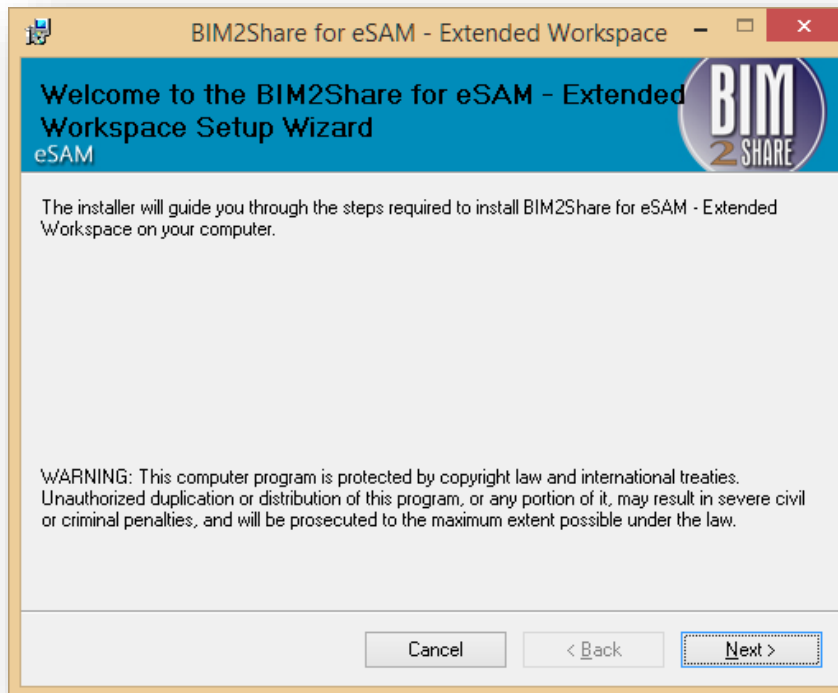 BIM2Share for eSAM - Extended Workspace
Welcome to the BIM2Share for eSAM - Extended
Workspace Setup Wizard
eSAM
BIM
2 SHARE
The installer will guide you through the steps required to install BIM2Share for eSAM - Extended
Workspace on your computer.
WARNING: This computer program is protected by copyright law and international treaties.
Unauthorized duplication or distribution of this program, or any portion of it, may result in severe civil
or criminal penalties, and will be prosecuted to the maximum extent possible under the law.
Cancel < Back Next >